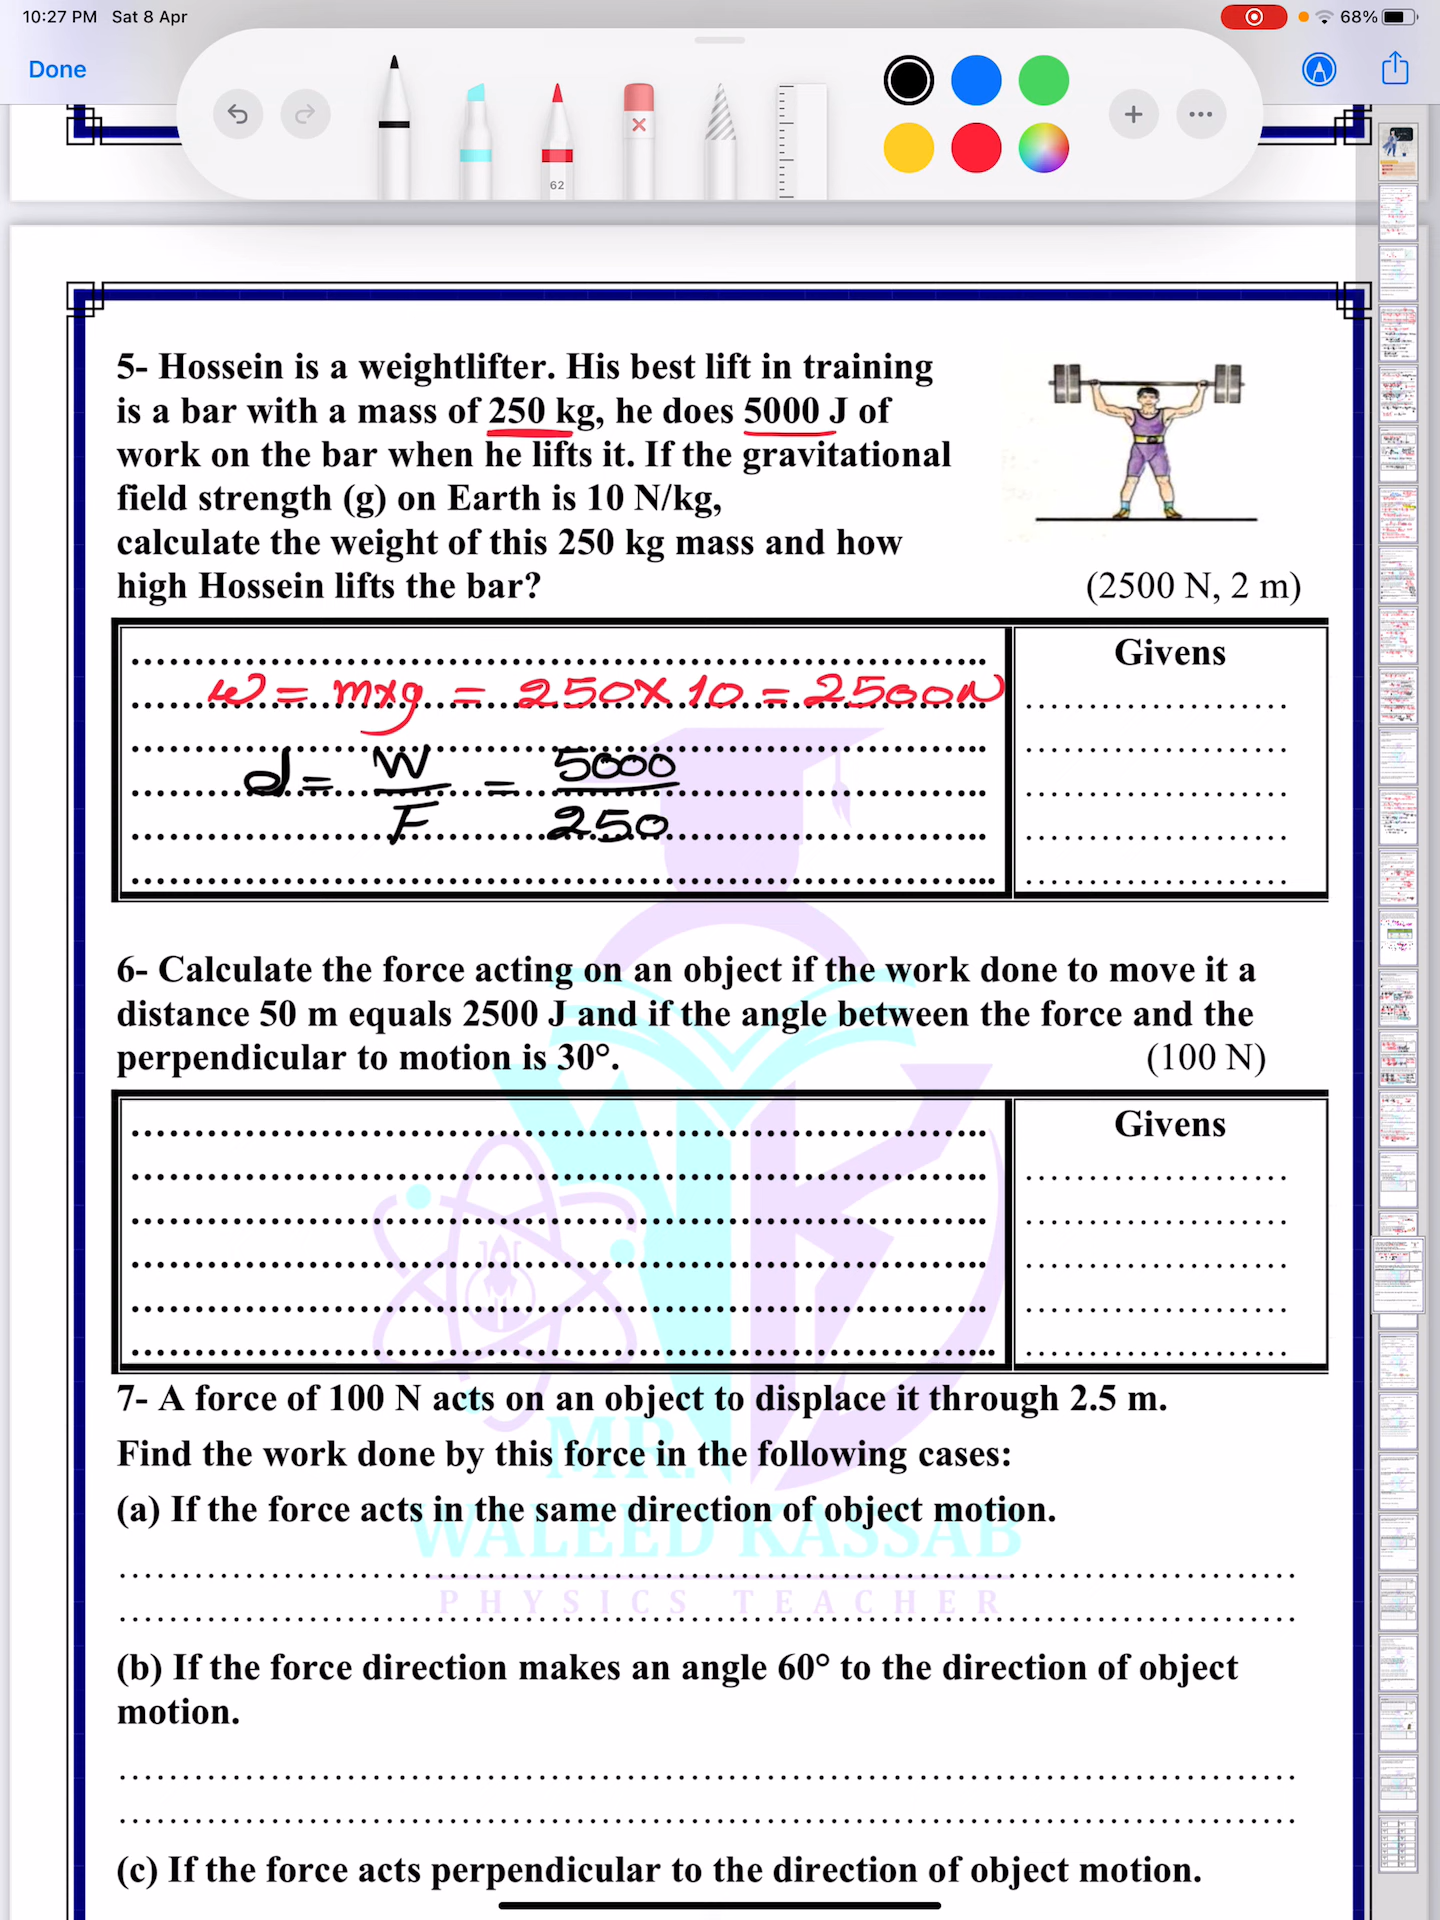 10:27 PM Sat 8 Apr
68%
Done
62
5- Hossein is a weightlifter. His best lift in training
is a bar with a mass of 250 kg, he does 5000 J of
work on the bar when he lifts it. If the gravitational
field strength (g) on Earth is 10 N/kg,
calculate the weight of this 250 kg mass and how
high Hossein lifts the bar?
(2500 N, 2 m)
Givens
w = mxg = 250 x 10 = 2500N
d = W/F = 5000/250
6- Calculate the force acting on an object if the work done to move it a
distance 50 m equals 2500 J and if the angle between the force and the
perpendicular to motion is 30°.
(100 N)
Givens
7- A force of 100 N acts on an object to displace it through 2.5 m.
Find the work done by this force in the following cases:
MR.
(a) If the force acts in the same direction of object motion.
WALEED KASSAB
PHYSICS TEACHER
(b) If the force direction makes an angle 60° to the direction of object
motion.
(c) If the force acts perpendicular to the direction of object motion.